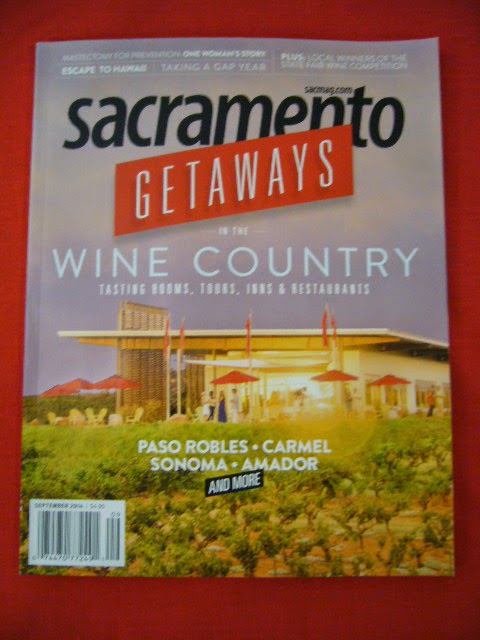 MASTECTOMY FOR PREVENTION: ONE WOMAN'S STORY
ESCAPE TO HAWAII | TAKING A GAP YEAR
PLUS: LOCAL WINNERS OF THE
STATE FAIR WINE COMPETITION
sacmag.com
sacramento
GETAWAYS
IN THE
WINE COUNTRY
TASTING ROOMS, TOURS, INNS & RESTAURANTS
PASO ROBLES • CARMEL
SONOMA • AMADOR
AND MORE
SEPTEMBER 2014 | $4.95
09